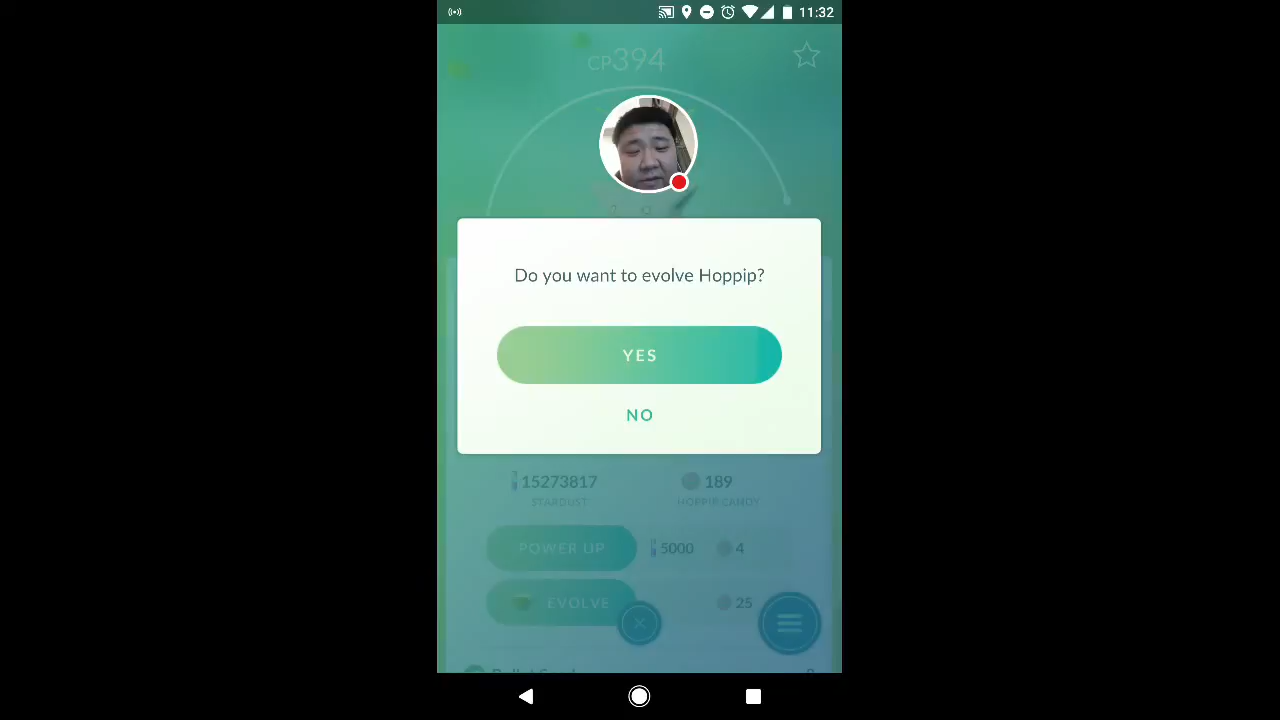 11:32
CP394
Do you want to evolve Hoppip?
YES
NO
15273817 189
STARDUST HOPPIP CANDY
POWER UP 5000 4
EVOLVE 25